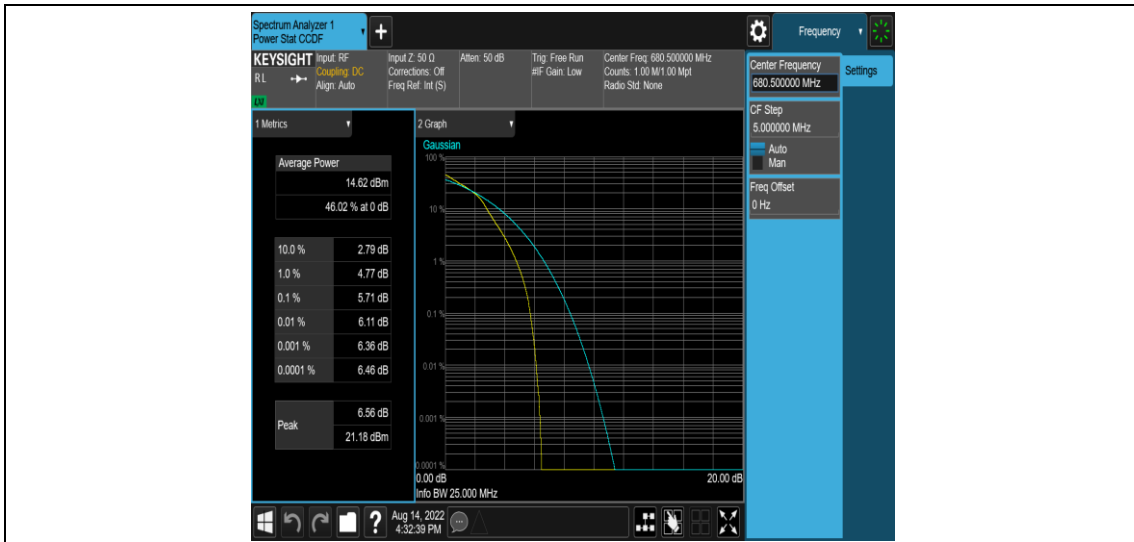 Spectrum Analyzer 1
Power Stat CCDF
Frequency
KEYSIGHT
RL
LXI
Input: RF
Coupling: DC
Align: Auto
Input Z: 50 Ω
Corrections: Off
Freq Ref: Int (S)
Atten: 50 dB
Trig: Free Run
#IF Gain: Low
Center Freq: 680.500000 MHz
Counts: 1.00 M/1.00 Mpt
Radio Std: None
Center Frequency
680.500000 MHz
Settings
CF Step
5.000000 MHz
Auto
Man
Freq Offset
0 Hz
1 Metrics
Average Power
14.62 dBm
46.02 % at 0 dB
10.0 % 2.79 dB
1.0 % 4.77 dB
0.1 % 5.71 dB
0.01 % 6.11 dB
0.001 % 6.36 dB
0.0001 % 6.46 dB
Peak
6.56 dB
21.18 dBm
2 Graph
Gaussian
100 %
10 %
1 %
0.1 %
0.01 %
0.001 %
0.0001 %
0.00 dB
20.00 dB
Info BW 25.000 MHz
Aug 14, 2022
4:32:39 PM